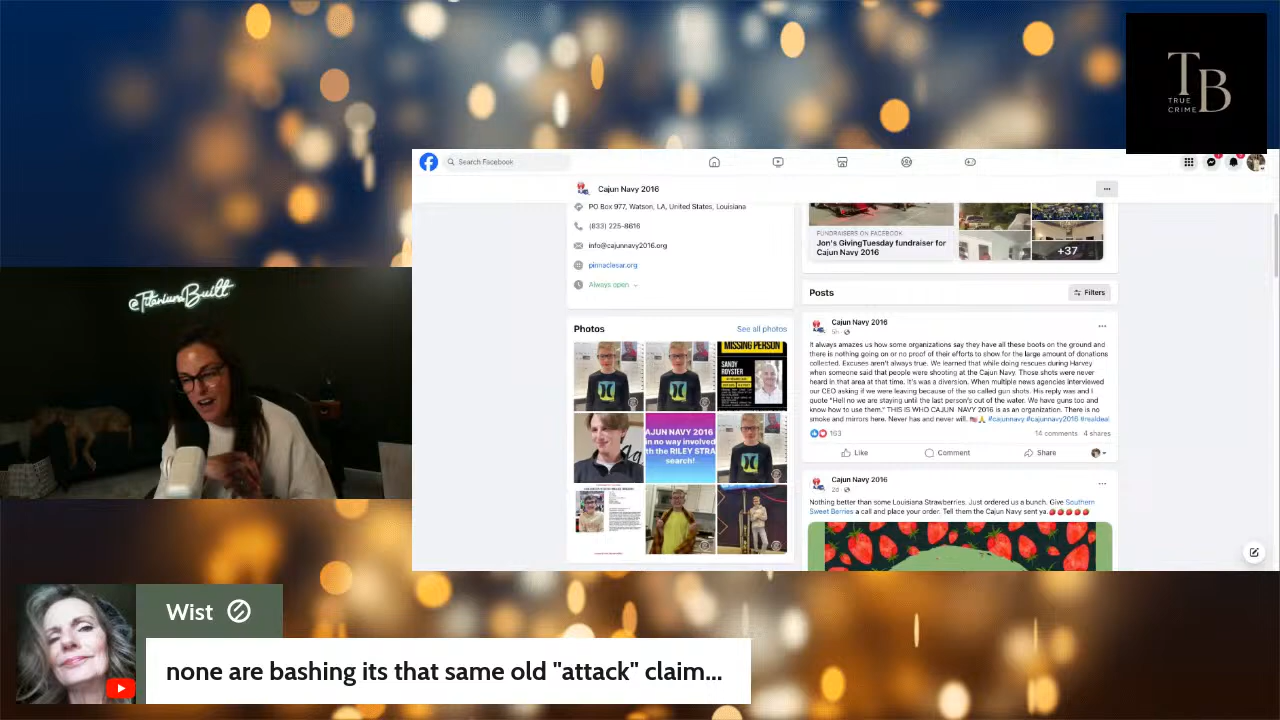 TB
TRUE
CRIME
Search Facebook
Cajun Navy 2016
PO Box 977, Watson, LA, United States, Louisiana
(833) 225-8616
info@cajunnavy2016.org
pinnaclesar.org
Always open
Photos
See all photos
MISSING PERSON
SANDY
ROYSTER
AJUN NAVY 2016
in no way involved
th the RILEY STRA
search!
FUNDRAISERS ON FACEBOOK
Jon's GivingTuesday fundraiser for
Cajun Navy 2016
+37
Posts
Filters
Cajun Navy 2016
5h
It always amazes us how some organizations say they have all these boots on the ground and
there is nothing going on or no proof of their efforts to show for the large amount of donations
collected. Excuses aren't always true. We learned that while doing rescues during Harvey
when someone said that people were shooting at the Cajun Navy. Those shots were never
heard in that area at that time. It's was a diversion. When multiple news agencies interviewed
our CEO asking if we were leaving because of the so called gun shots. His reply was and I
quote "Hell no we are staying until the last person's out of the water. We have guns too and
know how to use them." THIS IS WHO CAJUN NAVY 2016 is as an organization. There is no
smoke and mirrors here. Never has and never will. 🇺🇸🙏 #cajunnavy #cajunnavy2016 #realdeal
163
14 comments 4 shares
Like Comment Share
Cajun Navy 2016
2d
Nothing better than some Louisiana Strawberries. Just ordered us a bunch. Give Southern
Sweet Berries a call and place your order. Tell them the Cajun Navy sent ya.🍓🍓🍓🍓🍓
@TitaniumBuilt
Wist
none are bashing its that same old "attack" claim...